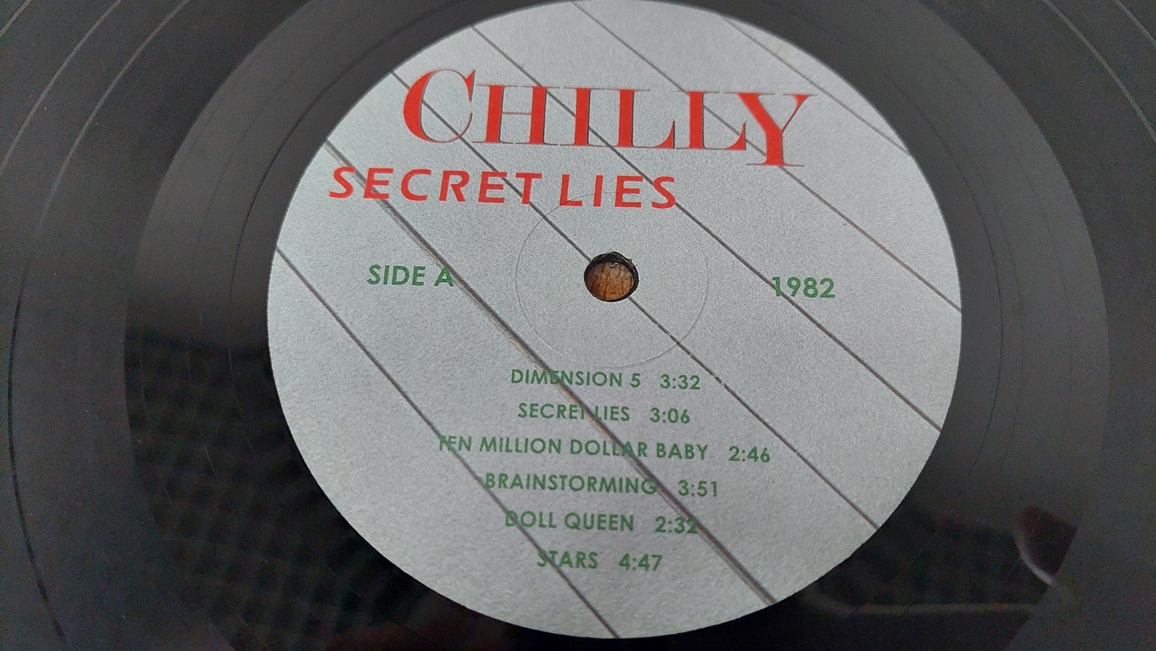 CHILLY
SECRET LIES
SIDE A 1982
DIMENSION 5 3:32
SECRET LIES 3:06
TEN MILLION DOLLAR BABY 2:46
BRAINSTORMING 3:51
DOLL QUEEN 2:32
STARS 4:47